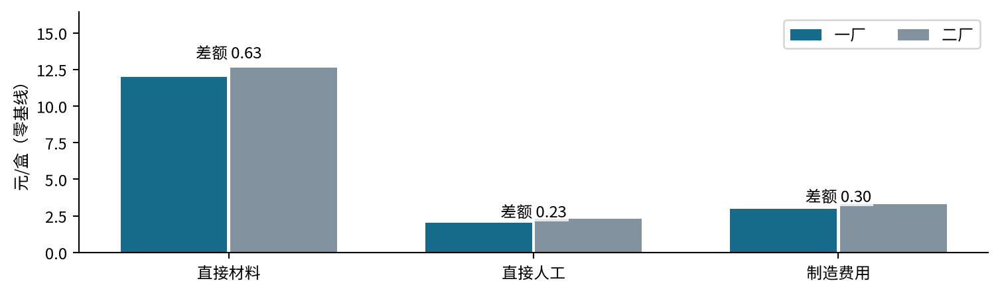 一厂 二厂
元/盒（零基线）
15.0
12.5
10.0
7.5
5.0
2.5
0.0
差额 0.63
差额 0.23
差额 0.30
直接材料 直接人工 制造费用